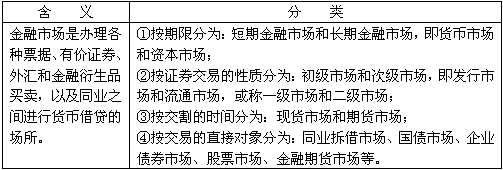 含 义
分 类
金融市场是办理各
种票据、有价证券、
外汇和金融衍生品
买卖，以及同业之
间进行货币借贷的
场所。
①按期限分为：短期金融市场和长期金融市场，即货币市场
和资本市场；
②按证券交易的性质分为：初级市场和次级市场，即发行市
场和流通市场，或称一级市场和二级市场；
③按交割的时间分为：现货市场和期货市场；
④按交易的直接对象分为：同业拆借市场、国债市场、企业
债券市场、股票市场、金融期货市场等。